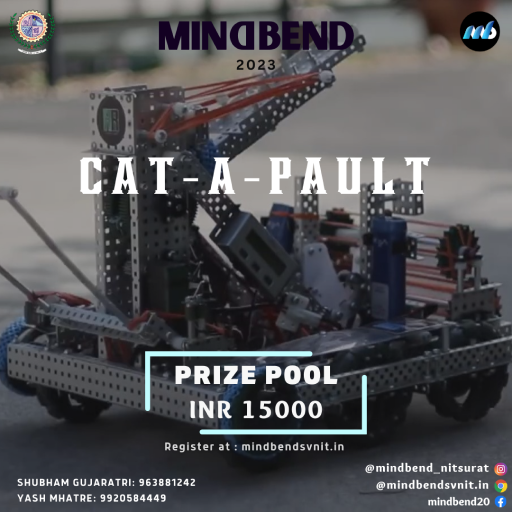 MINDBEND
2023
mb
CAT-A-PAULT
PRIZE POOL
INR 15000
Register at : mindbendsvnit.in
SHUBHAM GUJARATRI: 963881242
YASH MHATRE: 9920584449
@mindbend_nitsurat
@mindbendsvnit.in
mindbend20